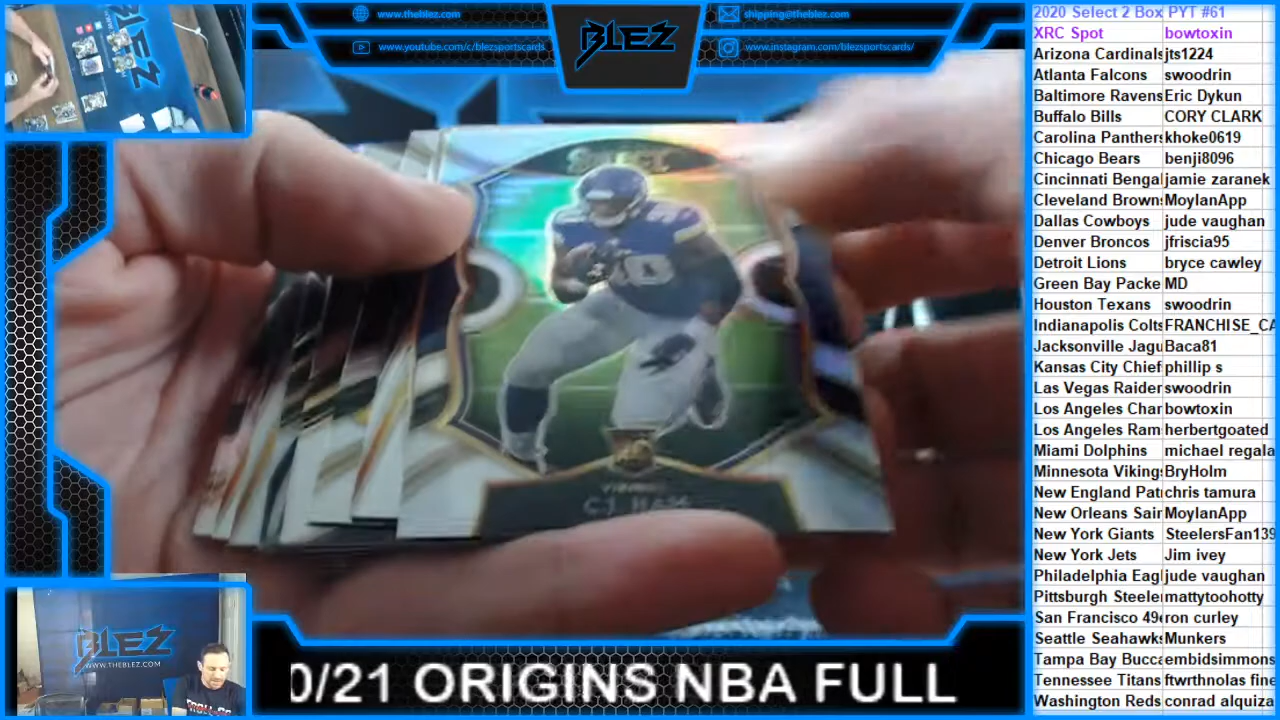 www.theblez.com
shipping@theblez.com
www.youtube.com/c/blezsportscards
www.instagram.com/blezsportscards/
BLEZ
SELECT
VIKINGS
C.J. HAM
BLEZ
WWW.THEBLEZ.COM
0/21 ORIGINS NBA FULL
2020 Select 2 Box PYT #61
XRC Spot bowtoxin
Arizona Cardinals jts1224
Atlanta Falcons swoodrin
Baltimore Ravens Eric Dykun
Buffalo Bills CORY CLARK
Carolina Panthers khoke0619
Chicago Bears benji8096
Cincinnati Bengal jamie zaranek
Cleveland Browns MoylanApp
Dallas Cowboys jude vaughan
Denver Broncos jfriscia95
Detroit Lions bryce cawley
Green Bay Packe MD
Houston Texans swoodrin
Indianapolis Colts FRANCHISE_CA
Jacksonville Jagu Baca81
Kansas City Chief phillip s
Las Vegas Raider swoodrin
Los Angeles Char bowtoxin
Los Angeles Ram herbertgoated
Miami Dolphins michael regala
Minnesota Viking BryHolm
New England Pat chris tamura
New Orleans Sain MoylanApp
New York Giants SteelersFan139
New York Jets Jim ivey
Philadelphia Eagl jude vaughan
Pittsburgh Steele mattytoohotty
San Francisco 49e ron curley
Seattle Seahawks Munkers
Tampa Bay Bucca embidsimmons
Tennessee Titans ftwrthnolas fine
Washington Reds conrad alquiza